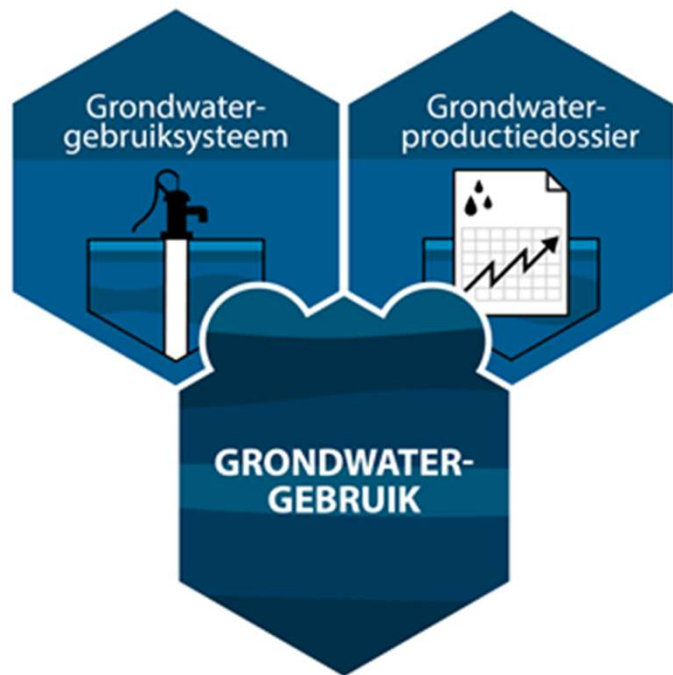 Grondwater-
gebruiksysteem
Grondwater-
productiedossier
GRONDWATER-
GEBRUIK